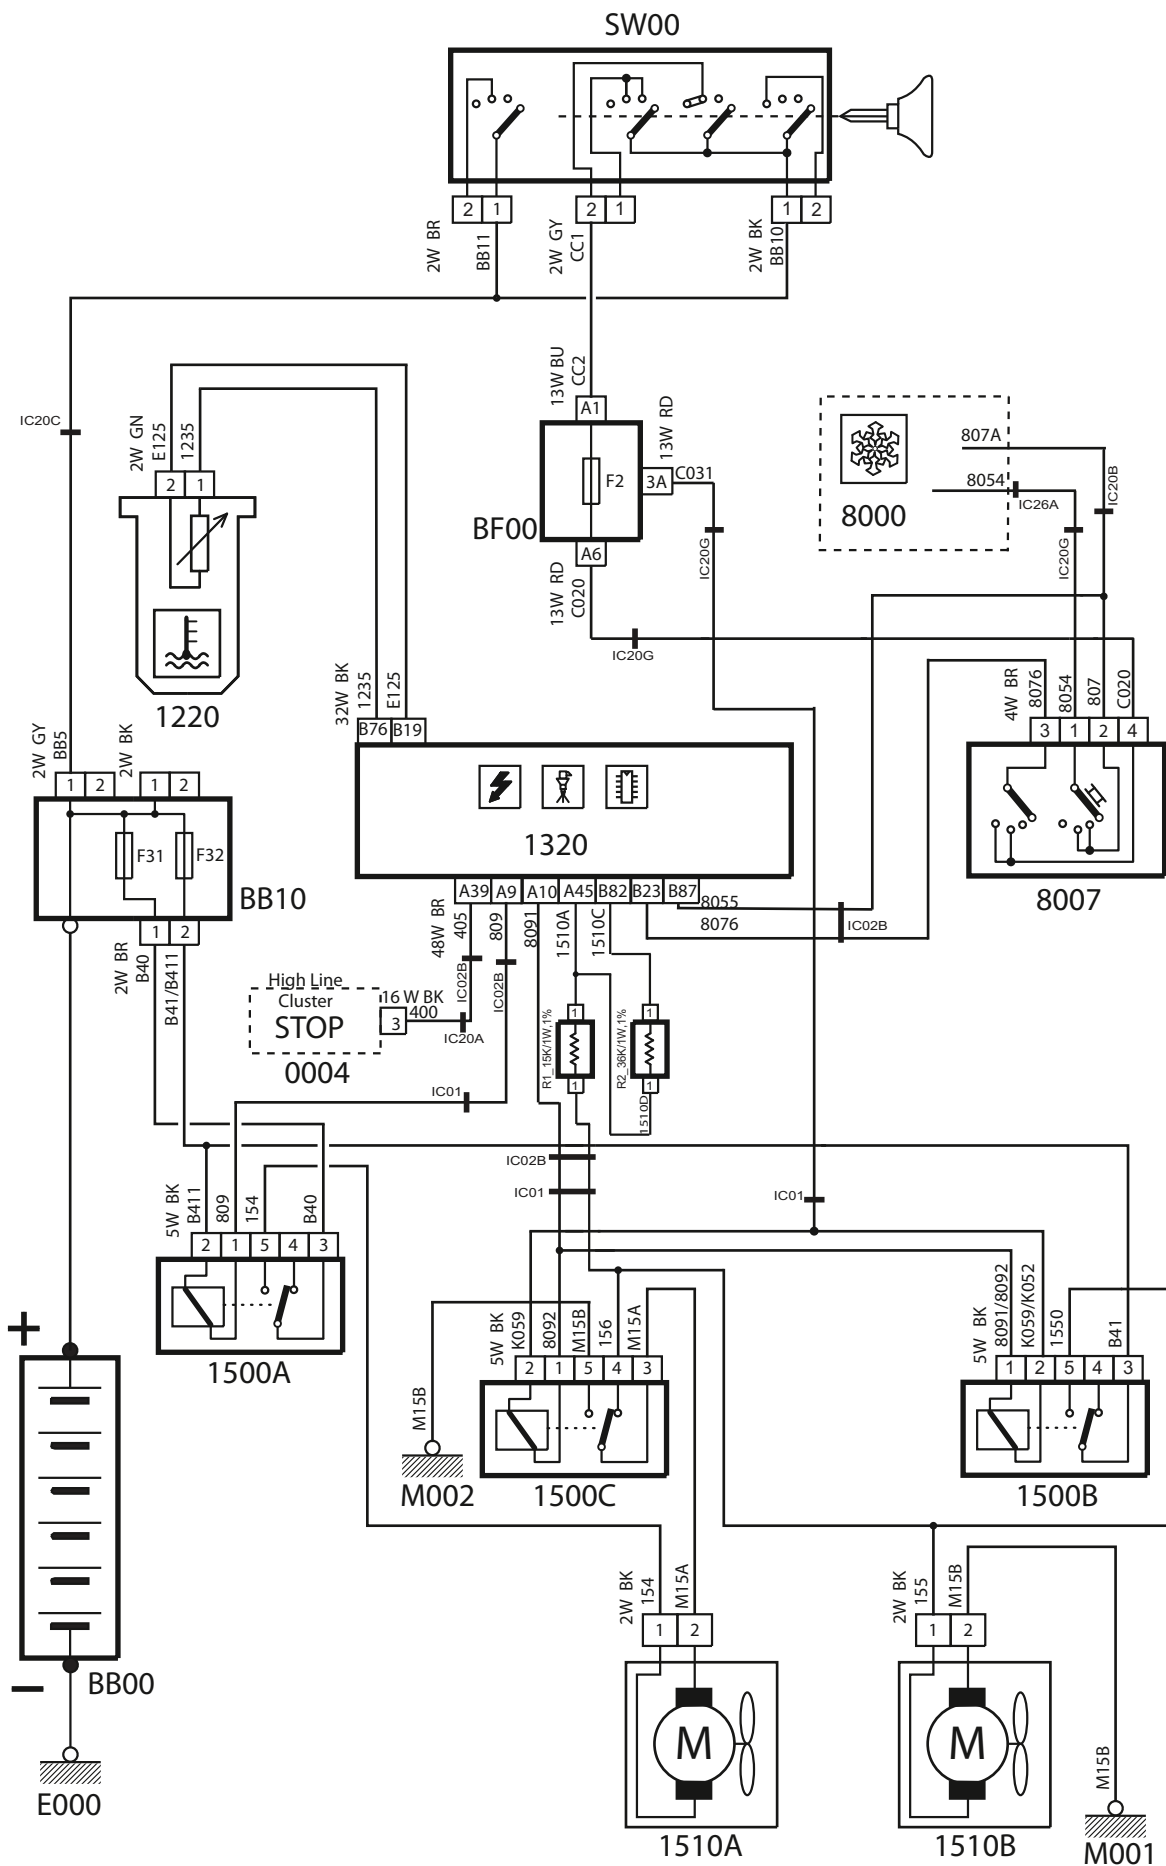 SW00
2 1
2 1
1 2
2W BR
BB11
2W GY
CC1
2W BK
BB10
13W BU
CC2
IC20C
2W GN
E125
1235
2 1
A1
13W RD
F2
3A
C031
BF00
A6
13W RD
C020
IC20G
IC20G
807A
8054
8000
IC26A
IC20B
IC20G
1220
32W BK
1235
E125
B76 B19
4W BR
8076
8054
807
C020
3 1 2 4
2W GY
BB5
2W BK
1 2
1 2
F31
F32
BB10
1320
8007
A39 A9 A10 A45 B82 B23 B87
8055
8076
IC02B
1 2
2W BR
B40
B41/B411
48W BR
405
809
8091
1510A
1510C
IC02B
IC02B
High Line
Cluster
STOP
0004
16 W BK
3
400
IC20A
1
R1_15K/1W,1%
1
1
R2_36K/1W,1%
1
1510D
IC01
IC02B
IC01
IC01
5W BK
B411
809
154
B40
2 1 5 4 3
1500A
5W BK
K059
8092
M15B
156
M15A
2 1 5 4 3
1500C
5W BK
8091/8092
K059/K052
1550
B41
1 2 5 4 3
1500B
M15B
M002
+
−
BB00
E000
2W BK
154
M15A
1 2
M
1510A
2W BK
155
M15B
1 2
M
1510B
M15B
M001